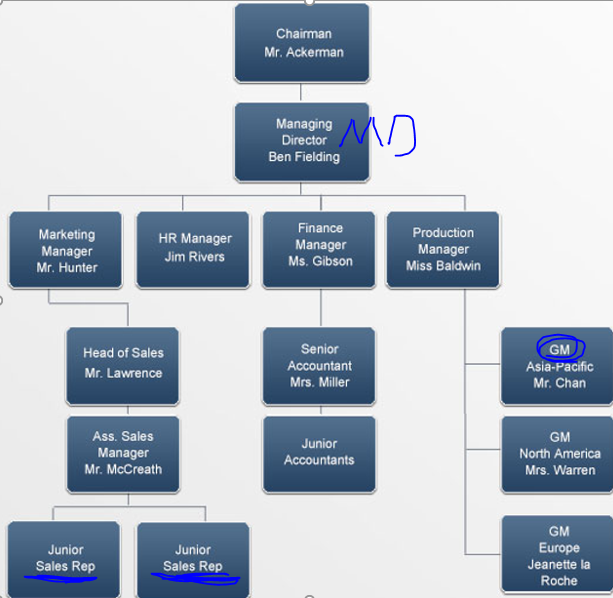 Chairman
Mr. Ackerman
Managing
Director
Ben Fielding
MD
Marketing
Manager
Mr. Hunter
HR Manager
Jim Rivers
Finance
Manager
Ms. Gibson
Production
Manager
Miss Baldwin
Head of Sales
Mr. Lawrence
Senior
Accountant
Mrs. Miller
GM
Asia-Pacific
Mr. Chan
Ass. Sales
Manager
Mr. McCreath
Junior
Accountants
GM
North America
Mrs. Warren
Junior
Sales Rep
Junior
Sales Rep
GM
Europe
Jeanette la
Roche